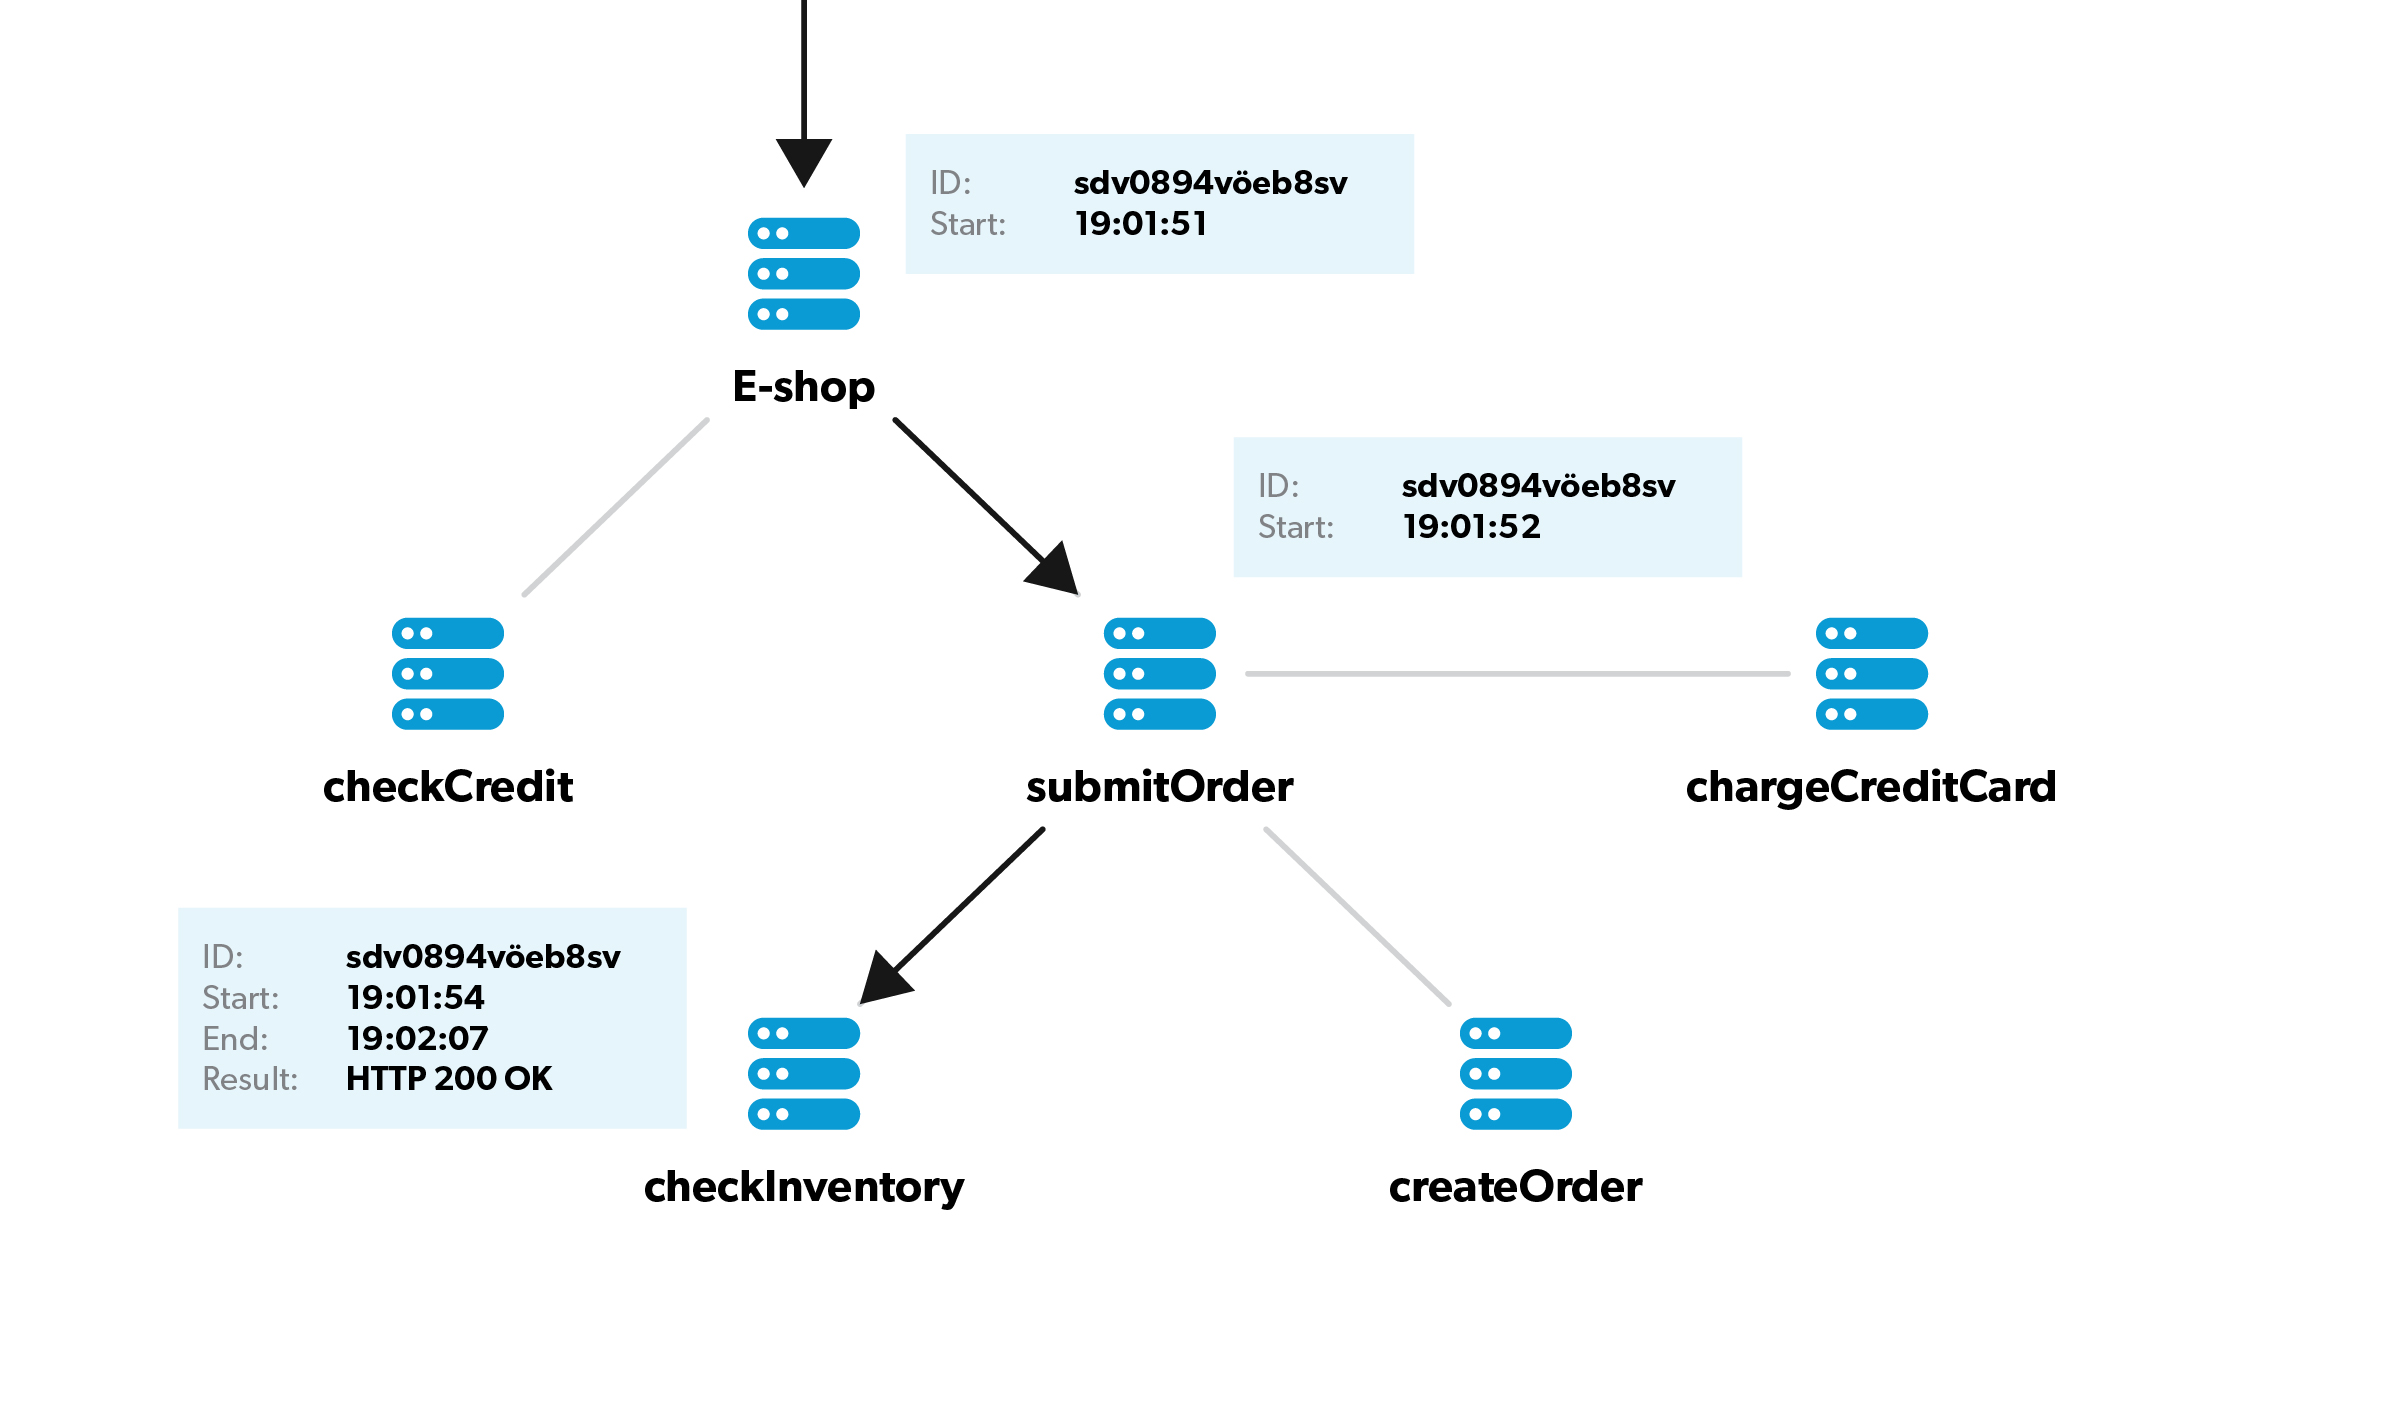 ID: sdv0894vöeb8sv
Start: 19:01:51
E-shop
ID: sdv0894vöeb8sv
Start: 19:01:52
checkCredit
submitOrder
chargeCreditCard
ID: sdv0894vöeb8sv
Start: 19:01:54
End: 19:02:07
Result: HTTP 200 OK
checkInventory
createOrder